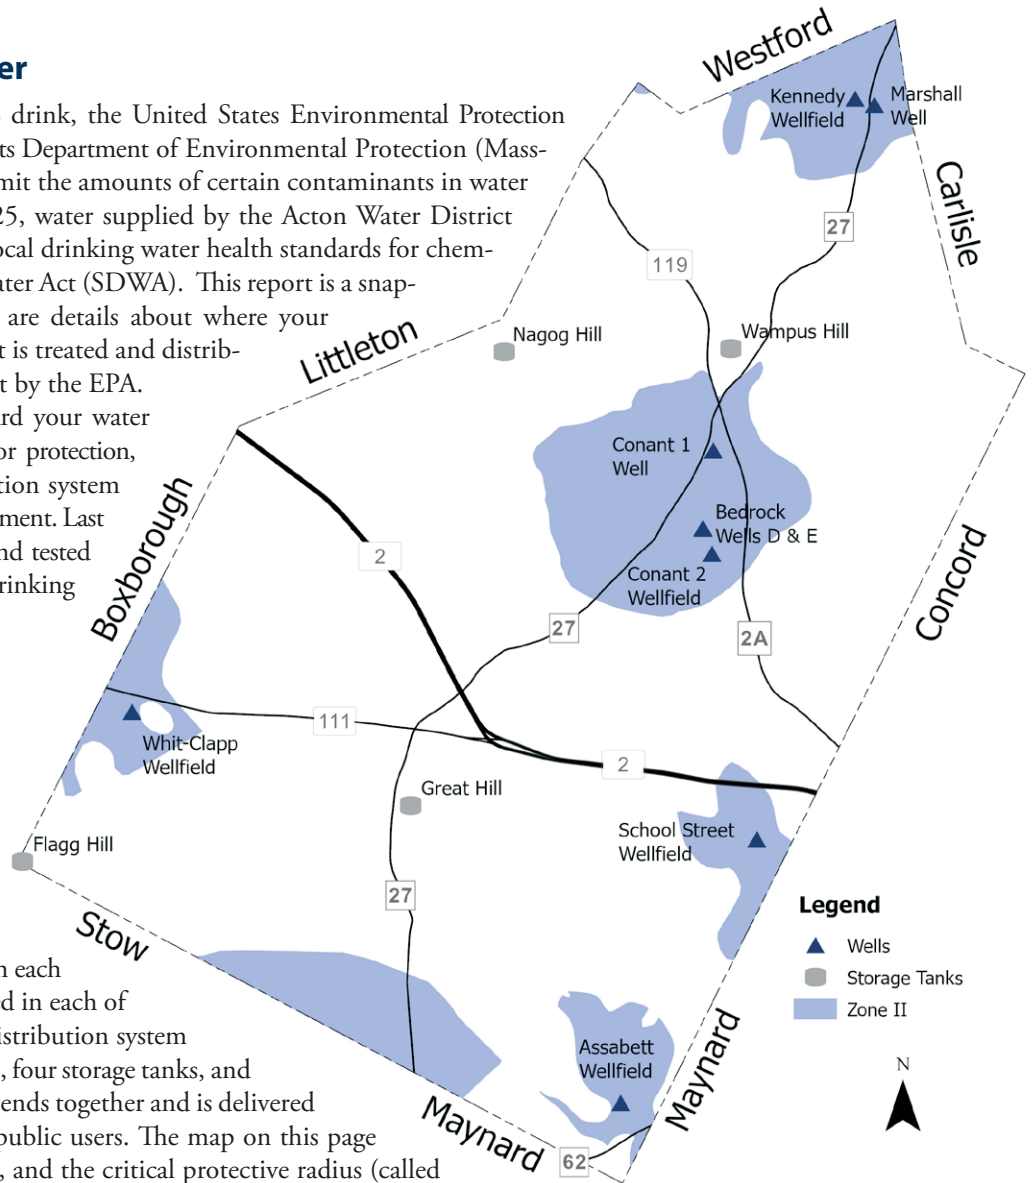 er
drink, the United States Environmental Protection
ts Department of Environmental Protection (Mass-
mit the amounts of certain contaminants in water
25, water supplied by the Acton Water District
ocal drinking water health standards for chem-
ater Act (SDWA). This report is a snap-
are details about where your
t is treated and distrib-
t by the EPA.
ard your water
or protection,
tion system
ment. Last
nd tested
rinking
n each
ed in each of
istribution system
, four storage tanks, and
ends together and is delivered
public users. The map on this page
, and the critical protective radius (called
Westford
Kennedy
Wellfield
Marshall
Well
Carlisle
27
119
Nagog Hill
Wampus Hill
Littleton
Conant 1
Well
Bedrock
Wells D & E
Conant 2
Wellfield
Boxborough
2
Concord
27
2A
111
Whit-Clapp
Wellfield
2
Great Hill
School Street
Wellfield
Flagg Hill
27
Stow
Legend
Wells
Storage Tanks
Zone II
Assabett
Wellfield
Maynard
Maynard
62
N